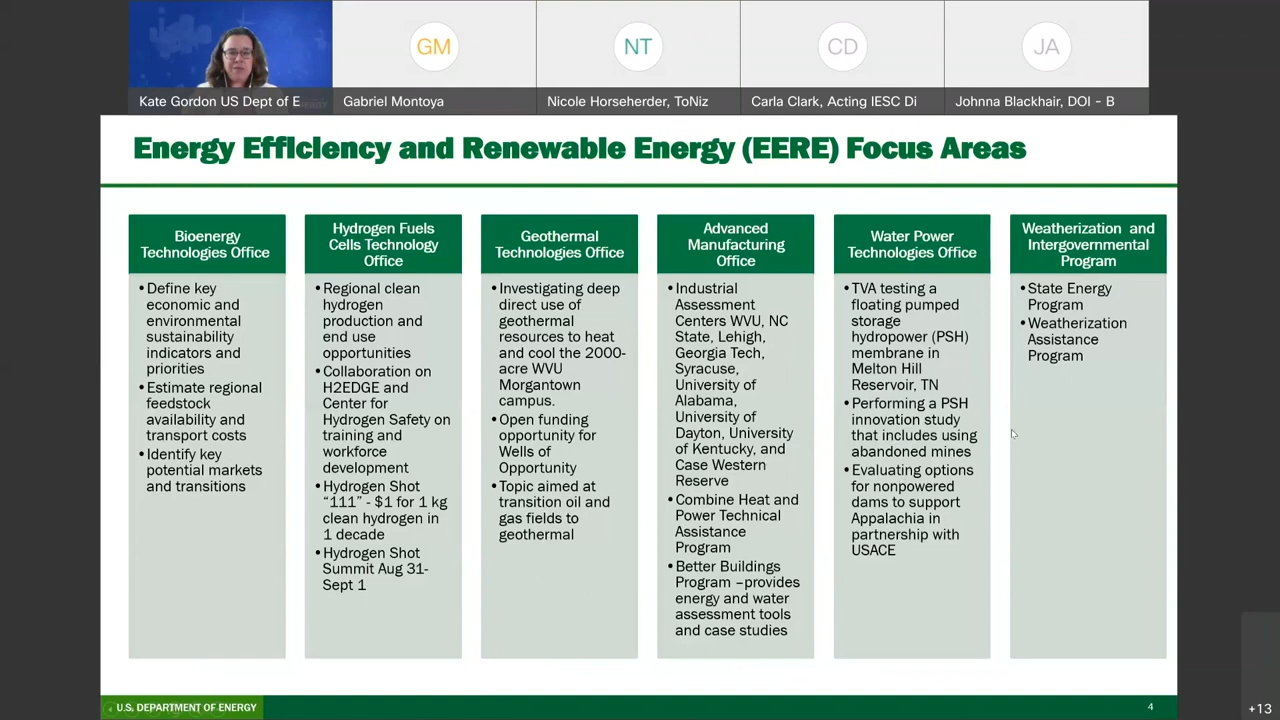 GM
NT
CD
JA
Kate Gordon US Dept of E
Gabriel Montoya
Nicole Horseherder, ToNiz
Carla Clark, Acting IESC Di
Johnna Blackhair, DOI - B
Energy Efficiency and Renewable Energy (EERE) Focus Areas
Bioenergy
Technologies Office
•Define key
economic and
environmental
sustainability
indicators and
priorities
•Estimate regional
feedstock
availability and
transport costs
•Identify key
potential markets
and transitions
Hydrogen Fuels
Cells Technology
Office
•Regional clean
hydrogen
production and
end use
opportunities
•Collaboration on
H2EDGE and
Center for
Hydrogen Safety on
training and
workforce
development
•Hydrogen Shot
“111” - $1 for 1 kg
clean hydrogen in
1 decade
•Hydrogen Shot
Summit Aug 31-
Sept 1
Geothermal
Technologies Office
•Investigating deep
direct use of
geothermal
resources to heat
and cool the 2000-
acre WVU
Morgantown
campus.
•Open funding
opportunity for
Wells of
Opportunity
•Topic aimed at
transition oil and
gas fields to
geothermal
Advanced
Manufacturing
Office
•Industrial
Assessment
Centers WVU, NC
State, Lehigh,
Georgia Tech,
Syracuse,
University of
Alabama,
University of
Dayton, University
of Kentucky, and
Case Western
Reserve
•Combine Heat and
Power Technical
Assistance
Program
•Better Buildings
Program –provides
energy and water
assessment tools
and case studies
Water Power
Technologies Office
•TVA testing a
floating pumped
storage
hydropower (PSH)
membrane in
Melton Hill
Reservoir, TN
•Performing a PSH
innovation study
that includes using
abandoned mines
•Evaluating options
for nonpowered
dams to support
Appalachia in
partnership with
USACE
Weatherization and
Intergovernmental
Program
•State Energy
Program
•Weatherization
Assistance
Program
U.S. DEPARTMENT OF ENERGY
4
+13